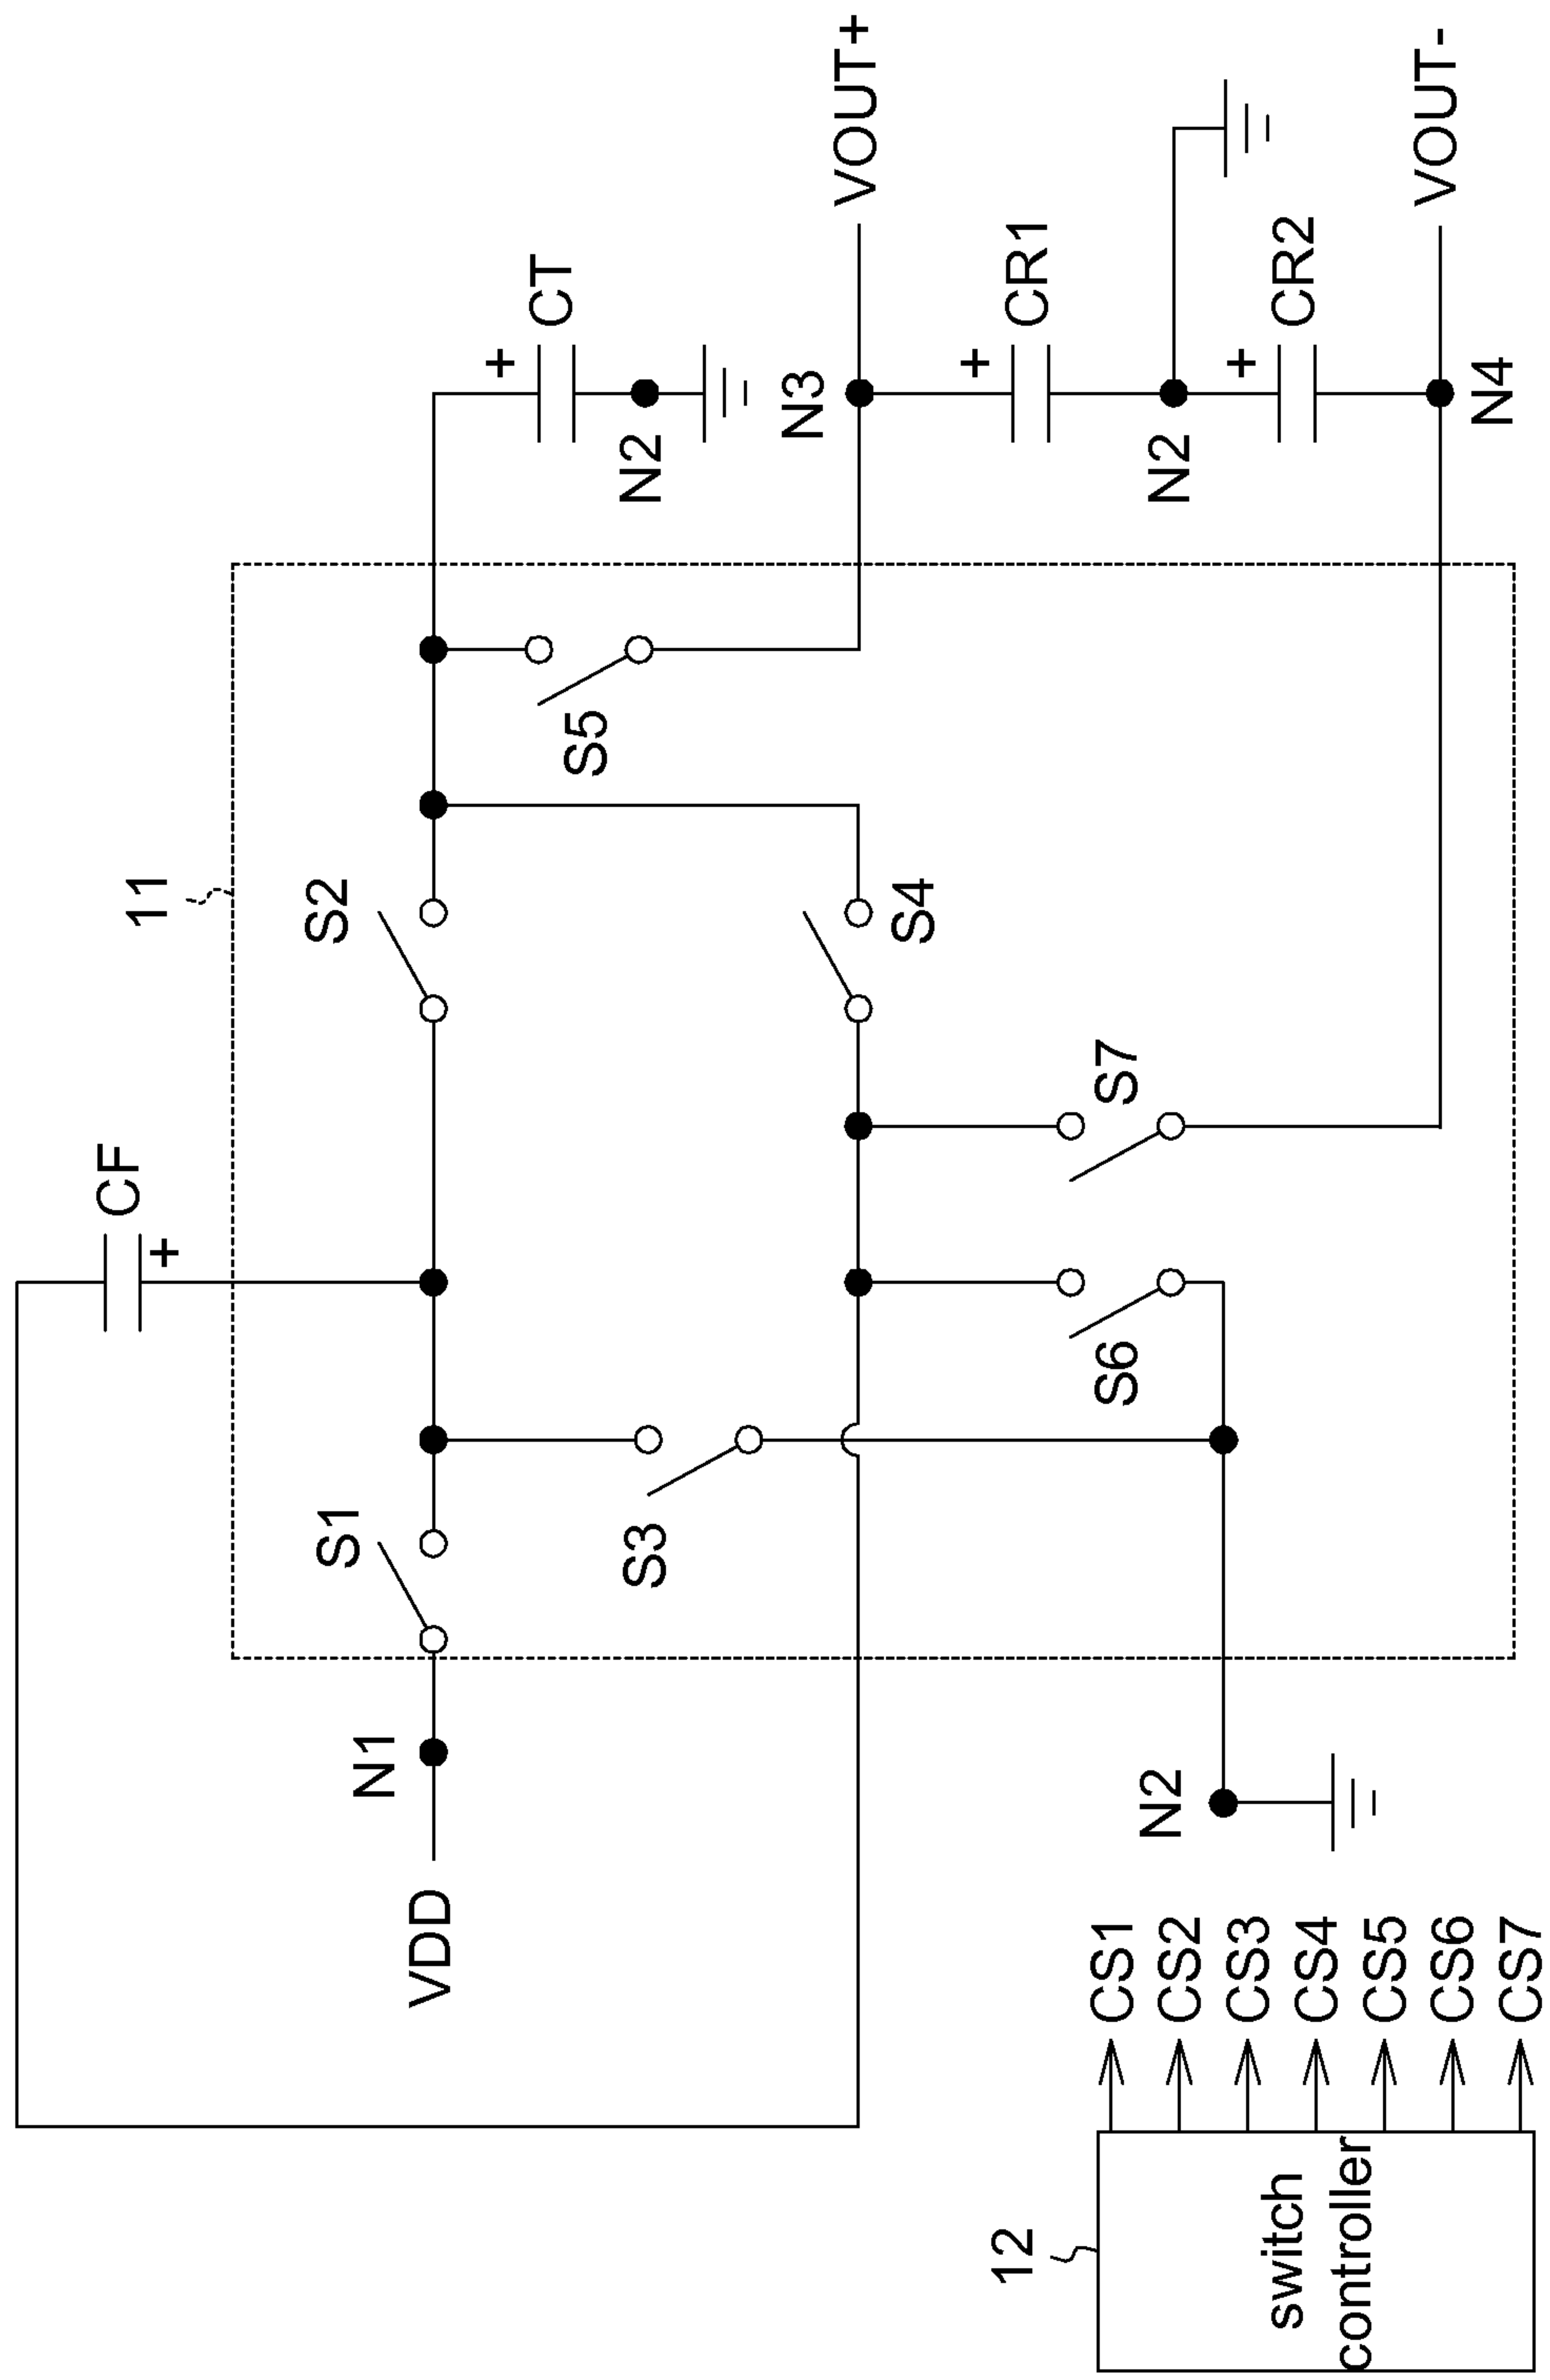 CF
+
11
S1
S2
VDD
N1
S3
S5
+
CT
N2
S4
N3
VOUT+
S6
S7
+
CR1
N2
N2
+
CR2
N4
VOUT-
12
switch
controller
CS1
CS2
CS3
CS4
CS5
CS6
CS7